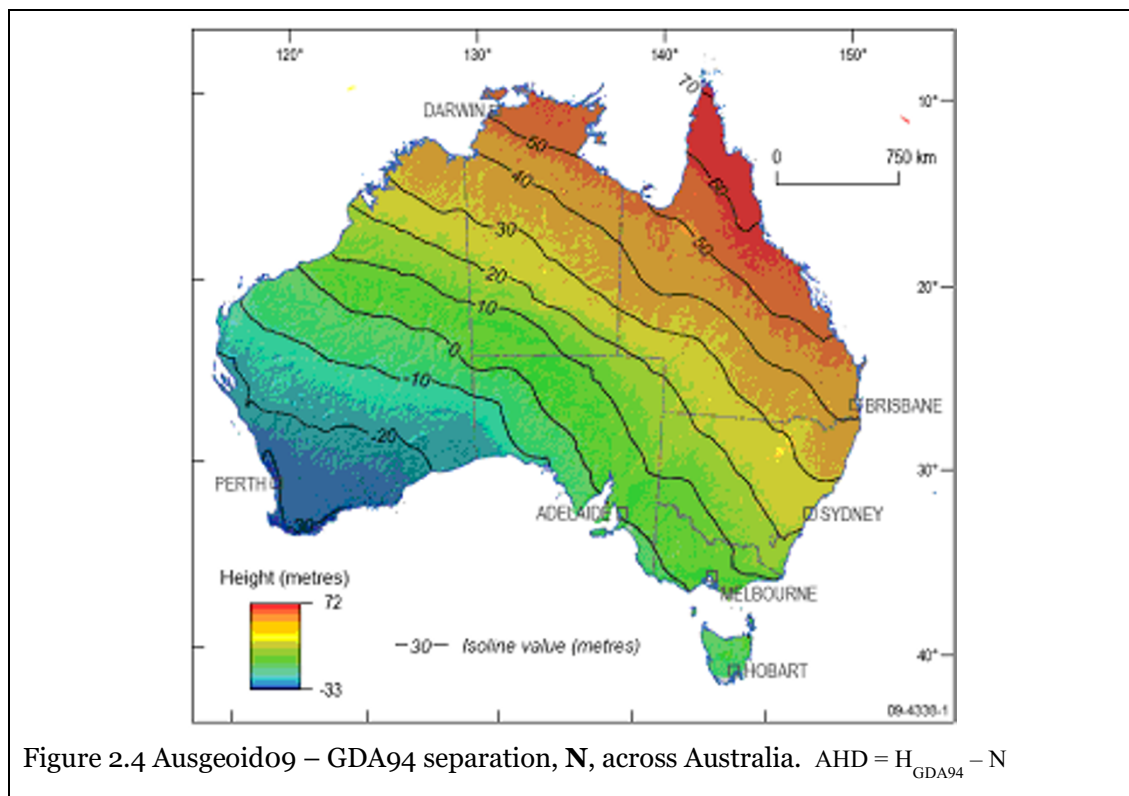 120° 130° 140° 150°
70
DARWIN
10°
0 750 km
50
60
40
50
30
20
20°
10
0
-10
BRISBANE
-20
30°
PERTH
ADELAIDE
SYDNEY
30
Height (metres)
72
MELBOURNE
—30— Isoline value (metres)
40°
HOBART
-33
09-4338-1
Figure 2.4 Ausgeoid09 – GDA94 separation, N, across Australia. AHD = H_GDA94 – N